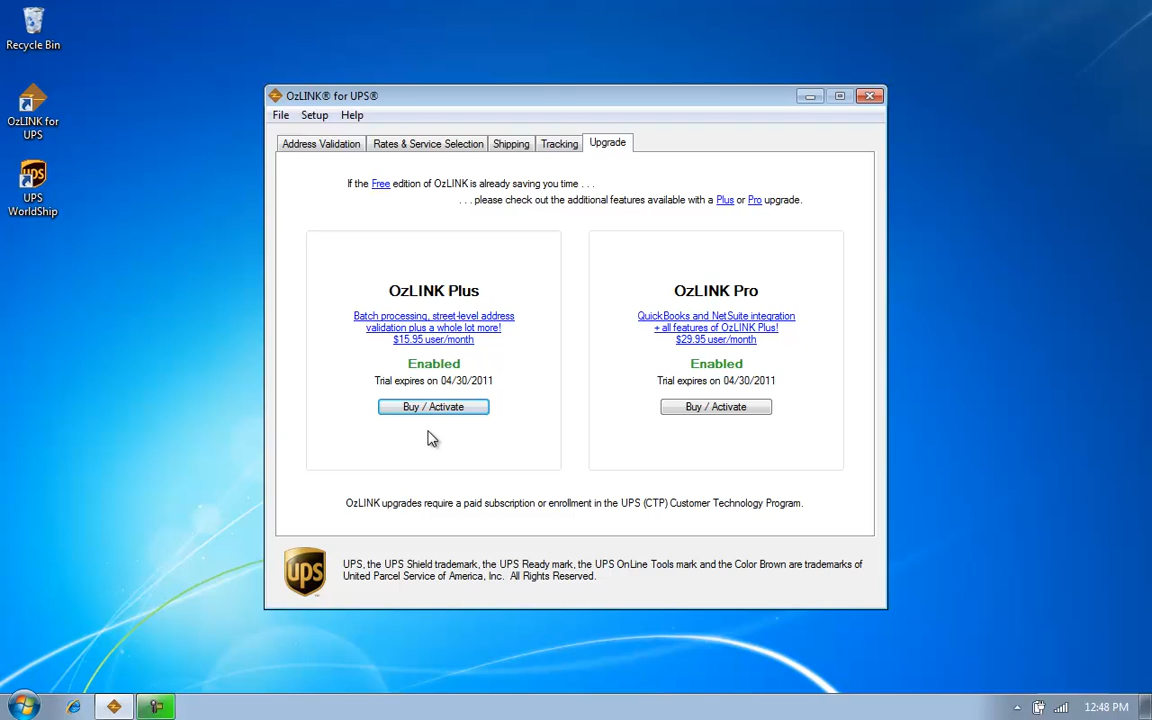 Recycle Bin
OzLINK for
UPS
UPS
WorldShip
OzLINK® for UPS®
File Setup Help
Address Validation Rates & Service Selection Shipping Tracking Upgrade
If the Free edition of OzLINK is already saving you time . . .
. . . please check out the additional features available with a Plus or Pro upgrade.
OzLINK Plus
Batch processing, street-level address
validation plus a whole lot more!
$15.95 user/month
Enabled
Trial expires on 04/30/2011
Buy / Activate
OzLINK Pro
QuickBooks and NetSuite integration
+ all features of OzLINK Plus!
$29.95 user/month
Enabled
Trial expires on 04/30/2011
Buy / Activate
OzLINK upgrades require a paid subscription or enrollment in the UPS (CTP) Customer Technology Program.
ups
UPS, the UPS Shield trademark, the UPS Ready mark, the UPS OnLine Tools mark and the Color Brown are trademarks of
United Parcel Service of America, Inc. All Rights Reserved.
12:48 PM